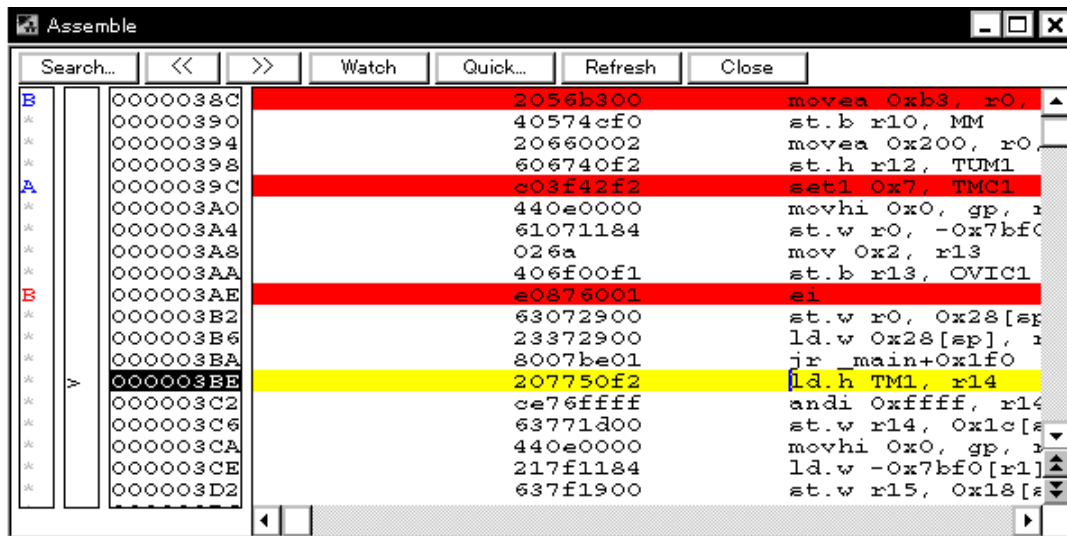 Assemble
Search... << >> Watch Quick... Refresh Close
B 0000038C 2056b300 movea 0xb3, r0,
* 00000390 40574cf0 st.b r10, MM
* 00000394 20660002 movea 0x200, r0,
* 00000398 606740f2 st.h r12, TUM1
A 0000039C c03f42f2 set1 0x7, TMC1
* 000003A0 440e0000 movhi 0x0, gp, r
* 000003A4 61071184 st.w r0, -0x7bf0
* 000003A8 026a mov 0x2, r13
* 000003AA 406f00f1 st.b r13, OVIC1
B 000003AE e0876001 ei
* 000003B2 63072900 st.w r0, 0x28[sp
* 000003B6 23372900 ld.w 0x28[sp], r
* 000003BA 8007be01 jr _main+0x1f0
* > 000003BE 207750f2 ld.h TM1, r14
* 000003C2 ce76ffff andi 0xffff, r14
* 000003C6 63771d00 st.w r14, 0x1c[s
* 000003CA 440e0000 movhi 0x0, gp, r
* 000003CE 217f1184 ld.w -0x7bf0[r1]
* 000003D2 637f1900 st.w r15, 0x18[s